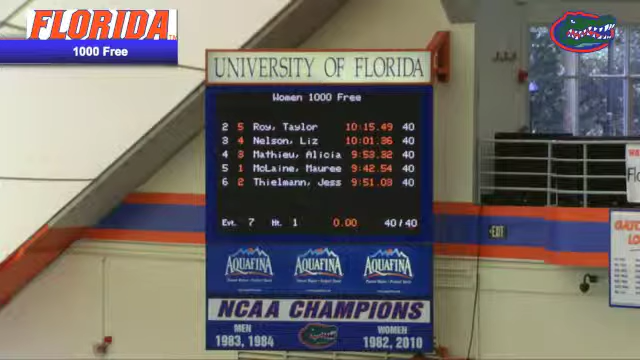 FLORIDA
1000 Free
UNIVERSITY OF FLORIDA
Women 1000 Free
2 5 Roy, Taylor 10:15.49 40
3 4 Nelson, Liz 10:01.36 40
4 3 Mathiew, Alicia 9:53.82 40
5 1 McLaine, Mauree 9:42.54 40
6 2 Thielmann, Jess 9:51.03 40
Evt. 7 Ht. 1 0.00 40/40
AQUAFINA AQUAFINA AQUAFINA
NCAA CHAMPIONS
MEN WOMEN
1983, 1984 1982, 2010
EXIT